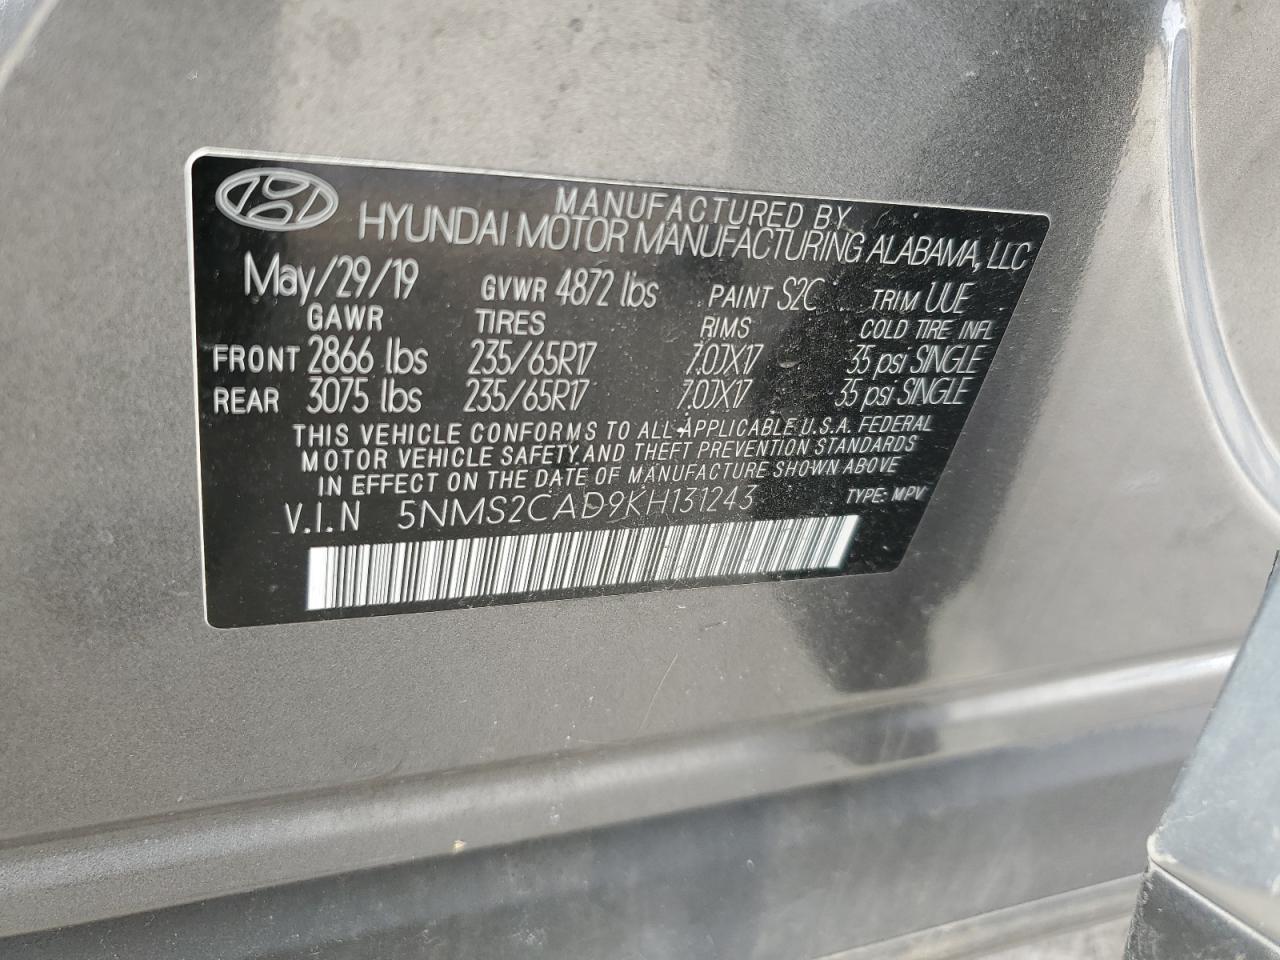 MANUFACTURED BY
HYUNDAI MOTOR MANUFACTURING ALABAMA, LLC
May/29/19 GVWR 4872 lbs PAINT S2C TRIM UUE
GAWR TIRES RIMS COLD TIRE INFL
FRONT 2866 lbs 235/65R17 7.0JX17 35 psi SINGLE
REAR 3075 lbs 235/65R17 7.0JX17 35 psi SINGLE
THIS VEHICLE CONFORMS TO ALL APPLICABLE U.S.A. FEDERAL
MOTOR VEHICLE SAFETY AND THEFT PREVENTION STANDARDS
IN EFFECT ON THE DATE OF MANUFACTURE SHOWN ABOVE
V.I.N 5NMS2CAD9KH131243 TYPE: MPV